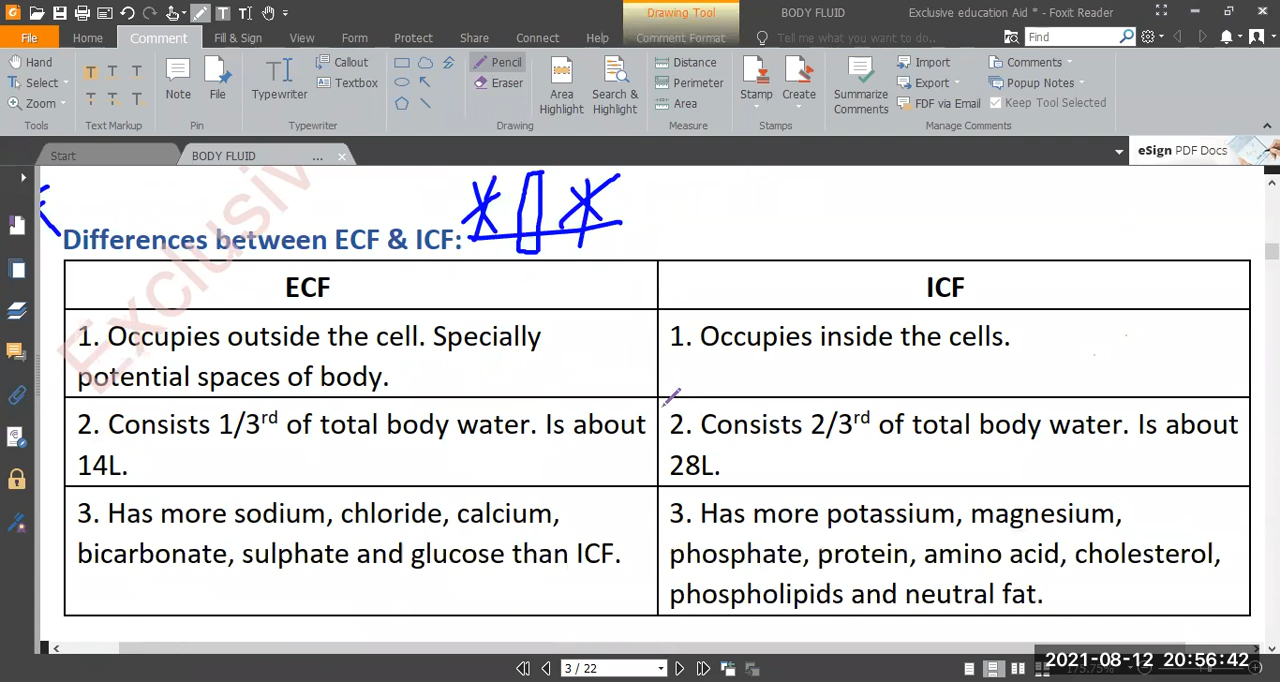 Drawing Tool BODY FLUID Exclusive education Aid * - Foxit Reader
File Home Comment Fill & Sign View Form Protect Share Connect Help Comment Format Tell me what you want to do.. Find
Hand
Select
Zoom
Tools
Text Markup
Note
File
Pin
Typewriter
Callout
Textbox
Typewriter
Pencil
Eraser
Area
Highlight
Search &
Highlight
Drawing
Distance
Perimeter
Area
Measure
Stamp
Create
Stamps
Summarize
Comments
Import
Export
FDF via Email
Comments
Popup Notes
Keep Tool Selected
Manage Comments
Start BODY FLUID ... eSign PDF Docs
Exclusiv
Differences between ECF & ICF:
ECF
ICF
1. Occupies outside the cell. Specially
potential spaces of body.
1. Occupies inside the cells.
2. Consists 1/3rd of total body water. Is about
14L.
2. Consists 2/3rd of total body water. Is about
28L.
3. Has more sodium, chloride, calcium,
bicarbonate, sulphate and glucose than ICF.
3. Has more potassium, magnesium,
phosphate, protein, amino acid, cholesterol,
phospholipids and neutral fat.
3 / 22
2021-08-12 20:56:42